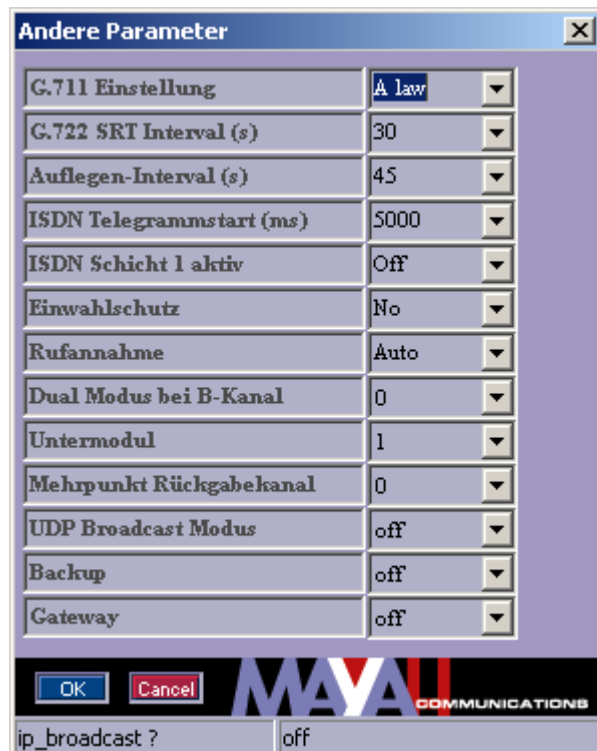 Andere Parameter
G.711 Einstellung A law
G.722 SRT Interval (s) 30
Auflegen-Interval (s) 45
ISDN Telegrammstart (ms) 5000
ISDN Schicht 1 aktiv Off
Einwahlschutz No
Rufannahme Auto
Dual Modus bei B-Kanal 0
Untermodul 1
Mehrpunkt Rückgabekanal 0
UDP Broadcast Modus off
Backup off
Gateway off
OK Cancel MAYAH COMMUNICATIONS
ip_broadcast ? off